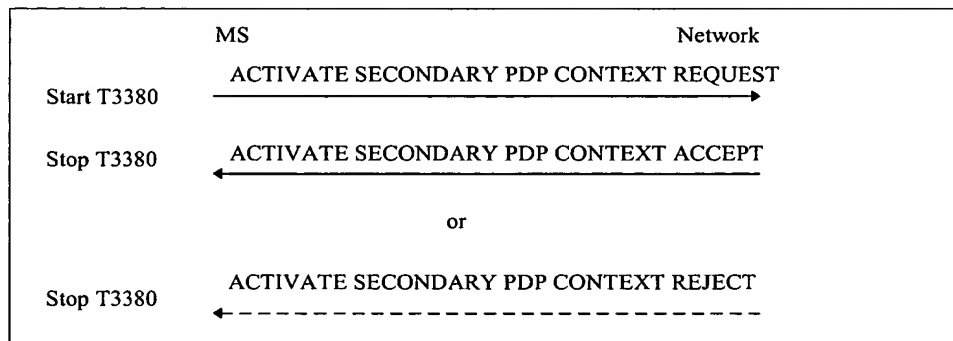 MS Network
ACTIVATE SECONDARY PDP CONTEXT REQUEST
Start T3380
Stop T3380 ACTIVATE SECONDARY PDP CONTEXT ACCEPT
or
ACTIVATE SECONDARY PDP CONTEXT REJECT
Stop T3380